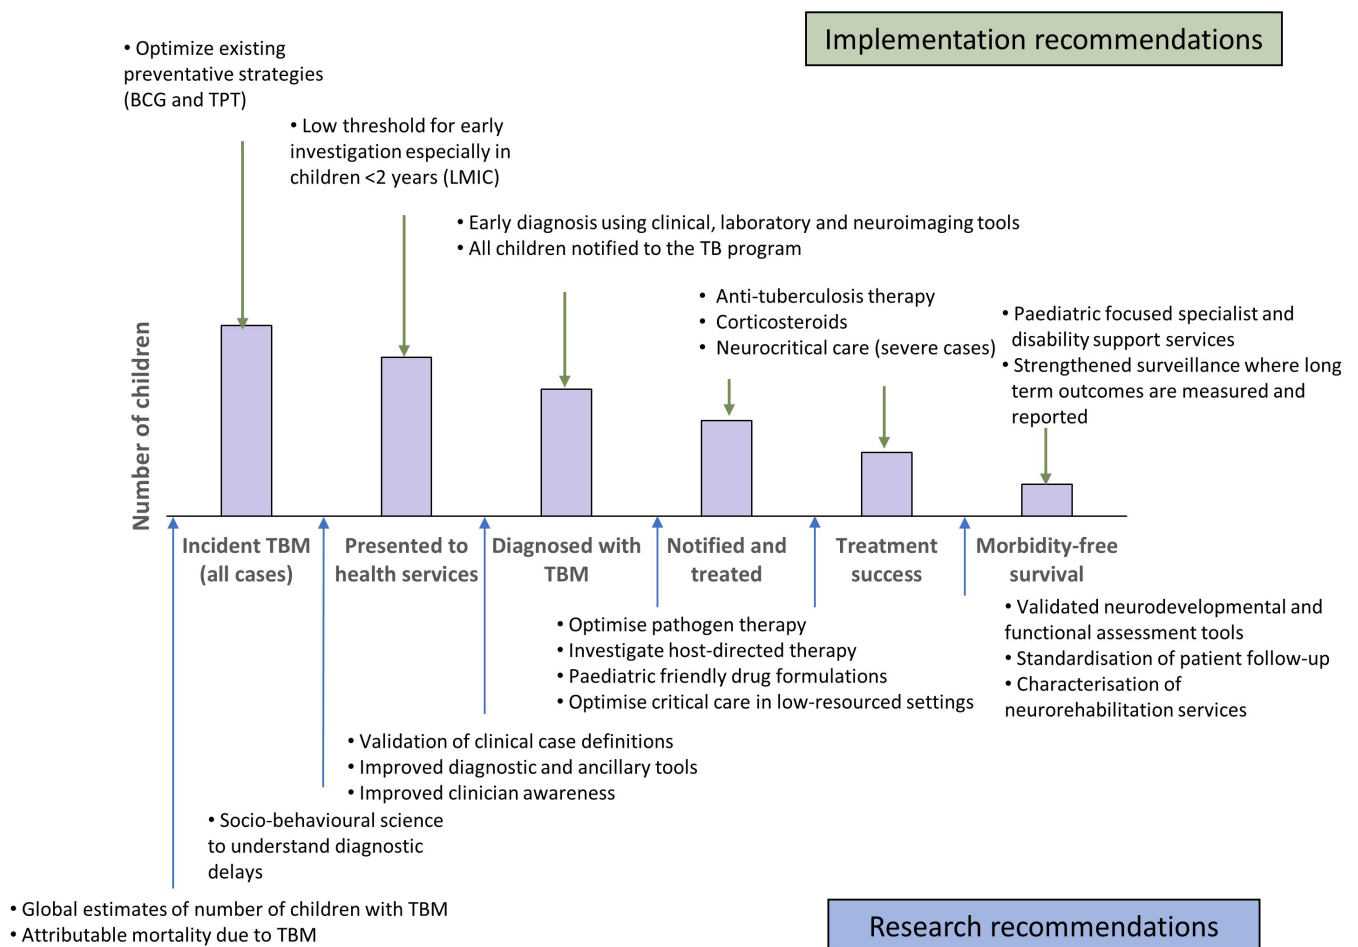 Implementation recommendations
• Optimize existing
preventative strategies
(BCG and TPT)
• Low threshold for early
investigation especially in
children <2 years (LMIC)
• Early diagnosis using clinical, laboratory and neuroimaging tools
• All children notified to the TB program
• Anti-tuberculosis therapy
• Corticosteroids
• Neurocritical care (severe cases)
• Paediatric focused specialist and
disability support services
• Strengthened surveillance where long
term outcomes are measured and
reported
Number of children
Incident TBM
(all cases)
Presented to
health services
Diagnosed with
TBM
Notified and
treated
Treatment
success
Morbidity-free
survival
• Validated neurodevelopmental and
functional assessment tools
• Standardisation of patient follow-up
• Characterisation of
neurorehabilitation services
• Optimise pathogen therapy
• Investigate host-directed therapy
• Paediatric friendly drug formulations
• Optimise critical care in low-resourced settings
• Validation of clinical case definitions
• Improved diagnostic and ancillary tools
• Improved clinician awareness
• Socio-behavioural science
to understand diagnostic
delays
• Global estimates of number of children with TBM
• Attributable mortality due to TBM
Research recommendations